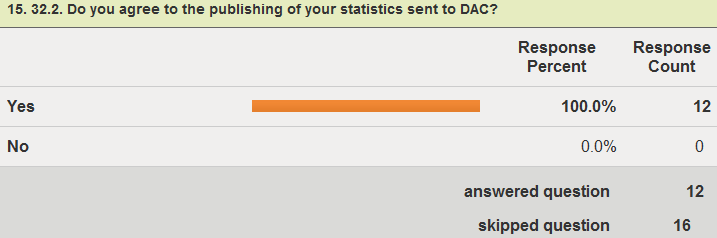 15. 32.2. Do you agree to the publishing of your statistics sent to DAC?
Response Percent Response Count
Yes 100.0% 12
No 0.0% 0
answered question 12
skipped question 16